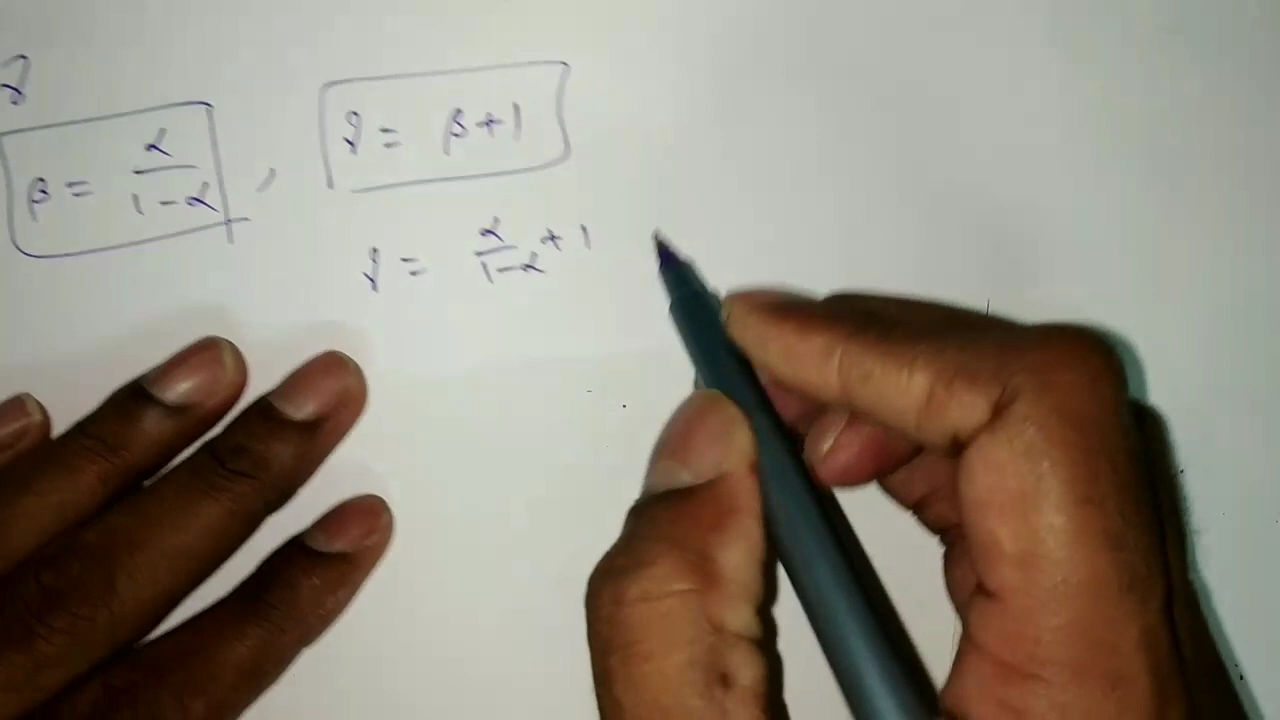 γ
β = α/(1-α) , γ = β+1
γ = α/(1-α) + 1